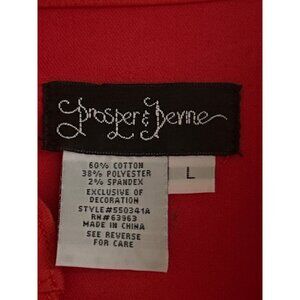 Prosper & Devine
60% COTTON
38% POLYESTER
2% SPANDEX
EXCLUSIVE OF
DECORATION
STYLE#550341A
RN#63963
MADE IN CHINA
SEE REVERSE
FOR CARE
L